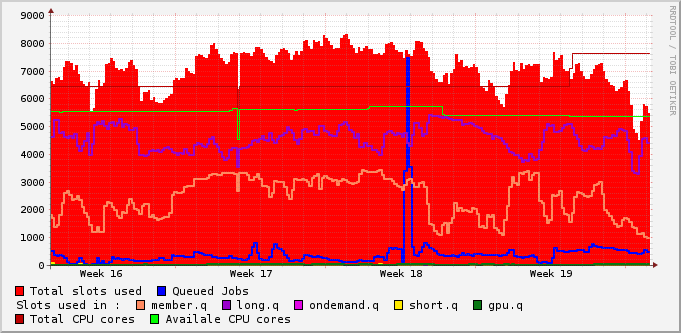 RRDTOOL / TOBI OETIKER
9000
8000
7000
6000
5000
4000
3000
2000
1000
0
Week 16 Week 17 Week 18 Week 19
Total slots used Queued Jobs
Slots used in : member.q long.q ondemand.q short.q gpu.q
Total CPU cores Availale CPU cores